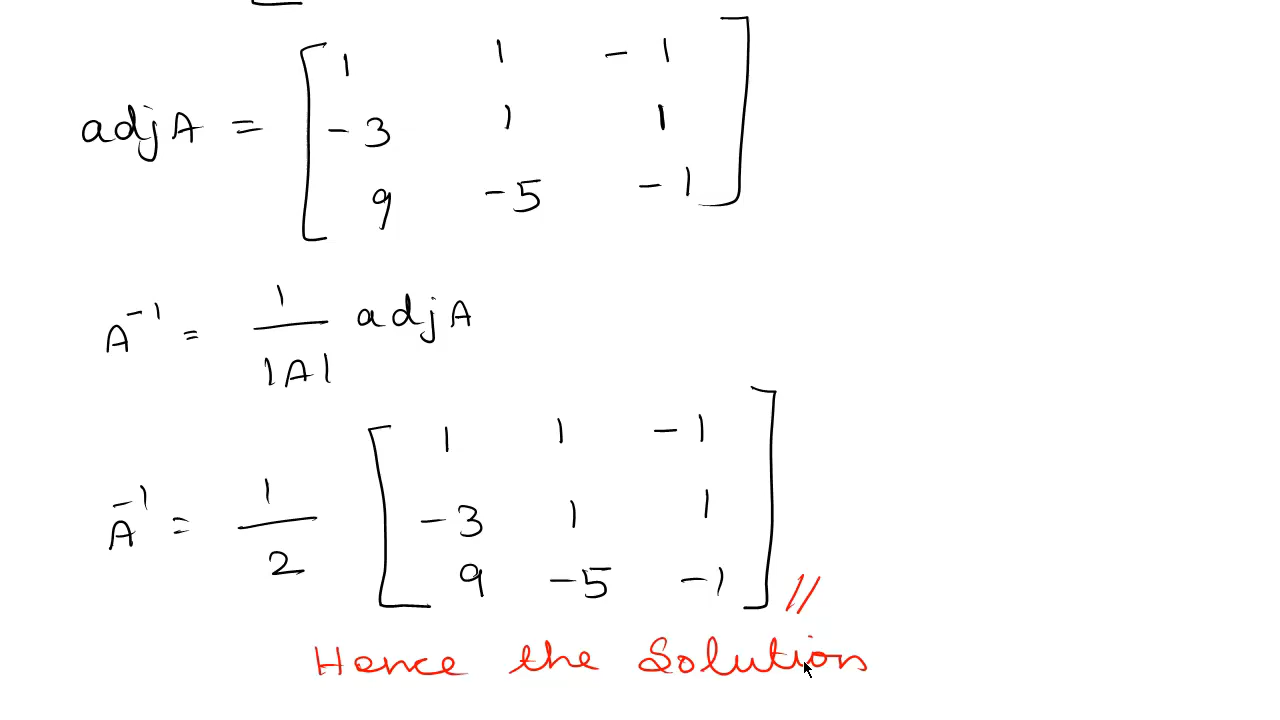 1 1 -1
adj A = -3 1 1
9 -5 -1
A⁻¹ = 1/|A| adj A
1 1 -1
A⁻¹ = 1/2 -3 1 1
9 -5 -1 //
Hence the Solution